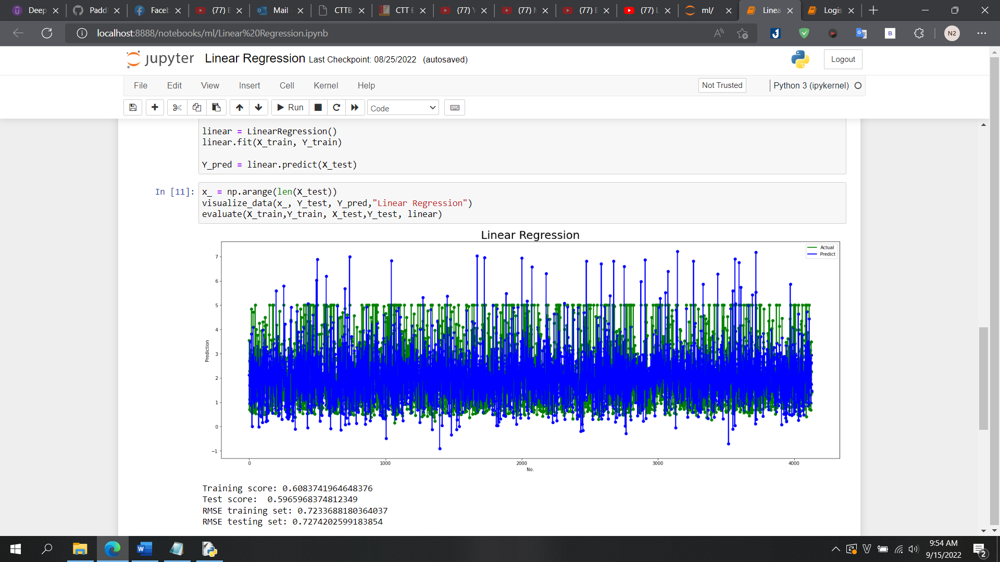 Deep
Paddl
Faceb
(77) E
Mail -
CTTB
CTT E
(77) Y
(77) M
(77) E
(77) L
ml/
Linea
Logis
localhost:8888/notebooks/ml/Linear%20Regression.ipynb
N2
jupyter Linear Regression Last Checkpoint: 08/25/2022 (autosaved)
Logout
File Edit View Insert Cell Kernel Help
Not Trusted
Python 3 (ipykernel)
Run
Code
linear = LinearRegression()
linear.fit(X_train, Y_train)
Y_pred = linear.predict(X_test)
In [11]:
x_ = np.arange(len(X_test))
visualize_data(x_, Y_test, Y_pred,"Linear Regression")
evaluate(X_train,Y_train, X_test,Y_test, linear)
Linear Regression
Actual
Predict
7
6
5
4
3
2
1
0
−1
Prediction
0 1000 2000 3000 4000
No.
Training score: 0.6083741964648376
Test score:  0.5965968374812349
RMSE training set: 0.7233688180364037
RMSE testing set: 0.7274202599183854
9:54 AM
9/15/2022
2